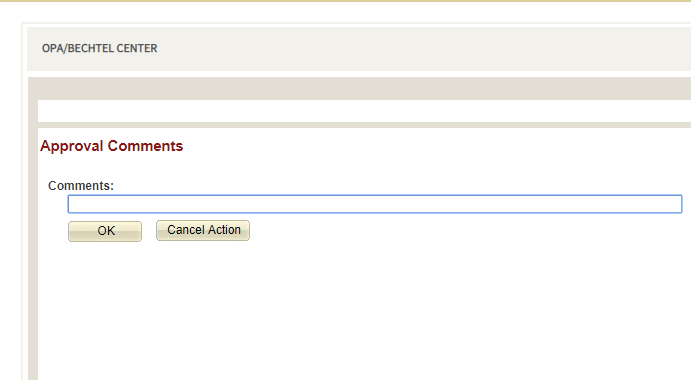 OPA/BECHTEL CENTER
Approval Comments
Comments:
OK
Cancel Action